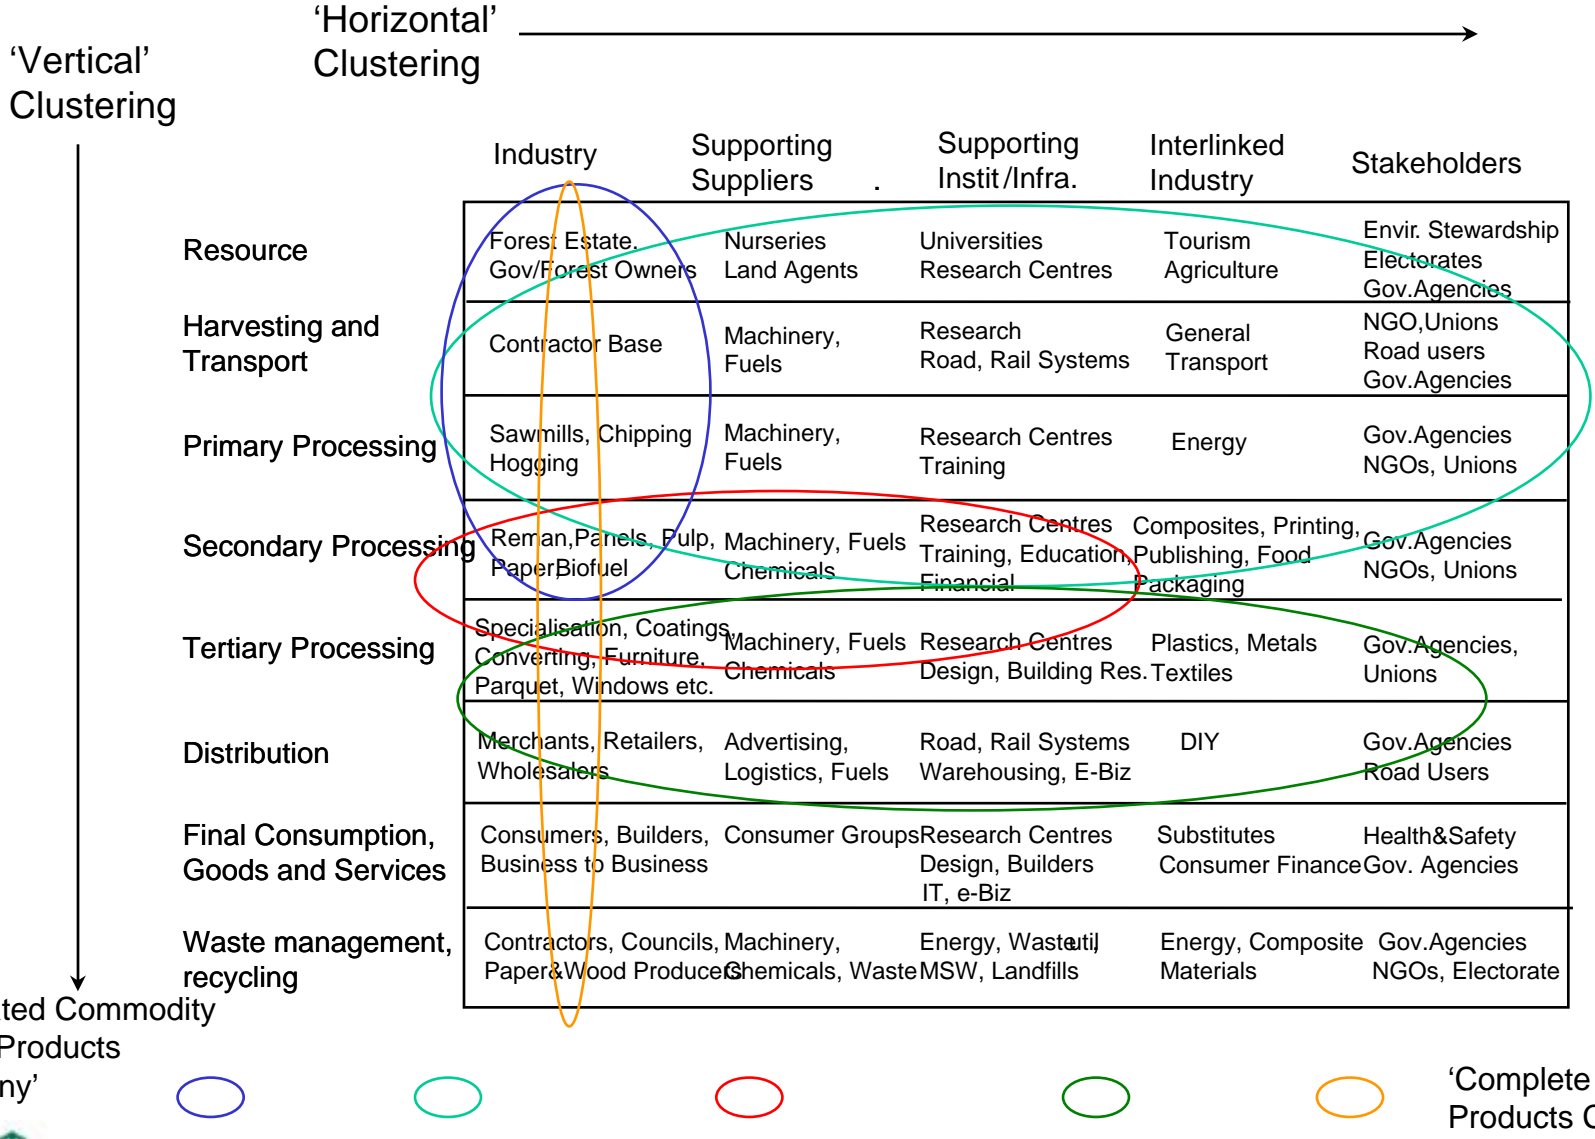 ‘Horizontal’
Clustering
‘Vertical’
Clustering
Industry
Supporting
Suppliers .
Supporting
Instit/Infra.
Interlinked
Industry
Stakeholders
Resource
Forest Estate.
Gov/Forest Owners
Nurseries
Land Agents
Universities
Research Centres
Tourism
Agriculture
Envir. Stewardship
Electorates
Gov.Agencies
Harvesting and
Transport
Contractor Base
Machinery,
Fuels
Research
Road, Rail Systems
General
Transport
NGO,Unions
Road users
Gov.Agencies
Primary Processing
Sawmills, Chipping
Hogging
Machinery,
Fuels
Research Centres
Training
Energy
Gov.Agencies
NGOs, Unions
Secondary Processing
Reman,Panels, Pulp,
Paper,Biofuel
Machinery, Fuels
Chemicals
Research Centres
Training, Education,
Financial
Composites, Printing,
Publishing, Food
Packaging
Gov.Agencies
NGOs, Unions
Tertiary Processing
Specialisation, Coatings,
Converting, Furniture,
Parquet, Windows etc.
Machinery, Fuels
Chemicals
Research Centres
Design, Building Res.
Plastics, Metals
Textiles
Gov.Agencies,
Unions
Distribution
Merchants, Retailers,
Wholesalers
Advertising,
Logistics, Fuels
Road, Rail Systems
Warehousing, E-Biz
DIY
Gov.Agencies
Road Users
Final Consumption,
Goods and Services
Consumers, Builders,
Business to Business
Consumer Groups
Research Centres
Design, Builders
IT, e-Biz
Substitutes
Consumer Finance
Health&Safety
Gov. Agencies
Waste management,
recycling
Contractors, Councils,
Paper&Wood Producers
Machinery,
Chemicals, Waste
Energy, Waste util,
MSW, Landfills
Energy, Composite
Materials
Gov.Agencies
NGOs, Electorate
Commodity
Products
‘Complete
Products